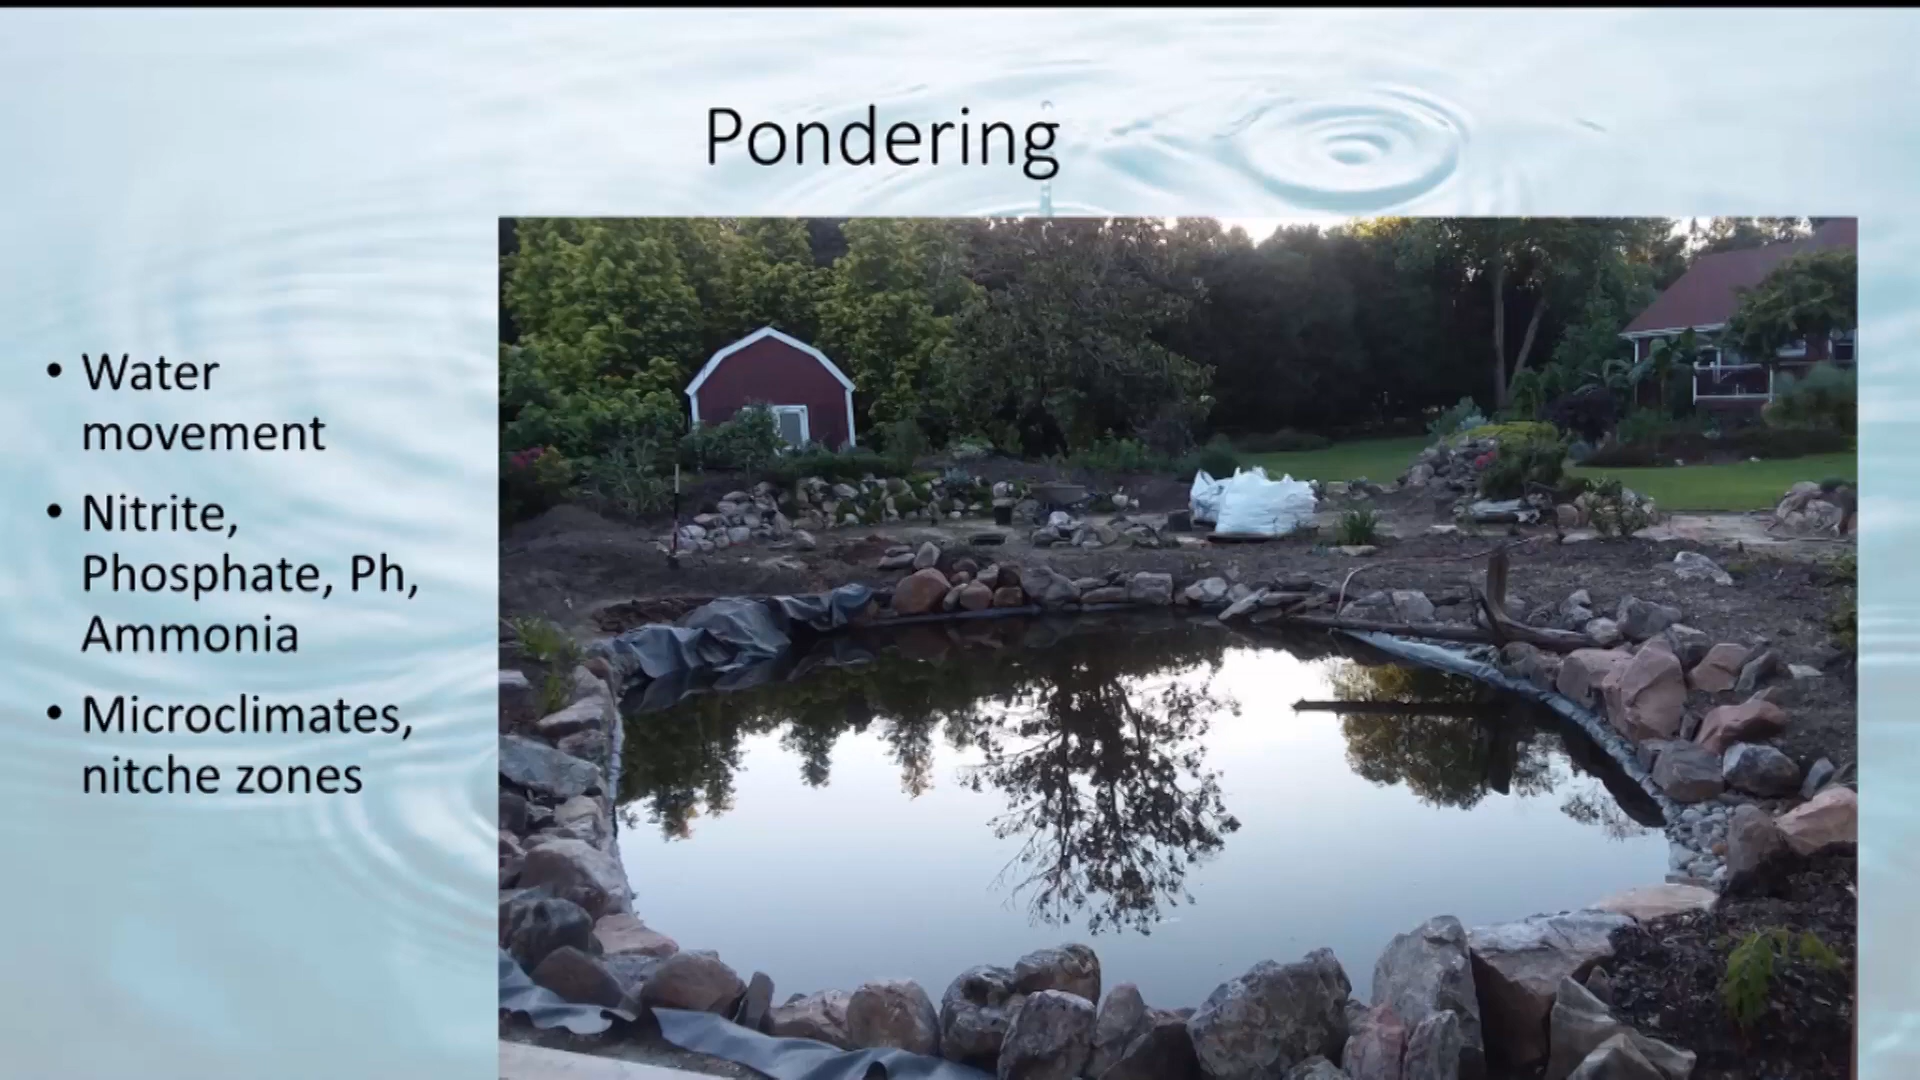 Pondering
• Water
movement
• Nitrite,
Phosphate, Ph,
Ammonia
• Microclimates,
nitche zones